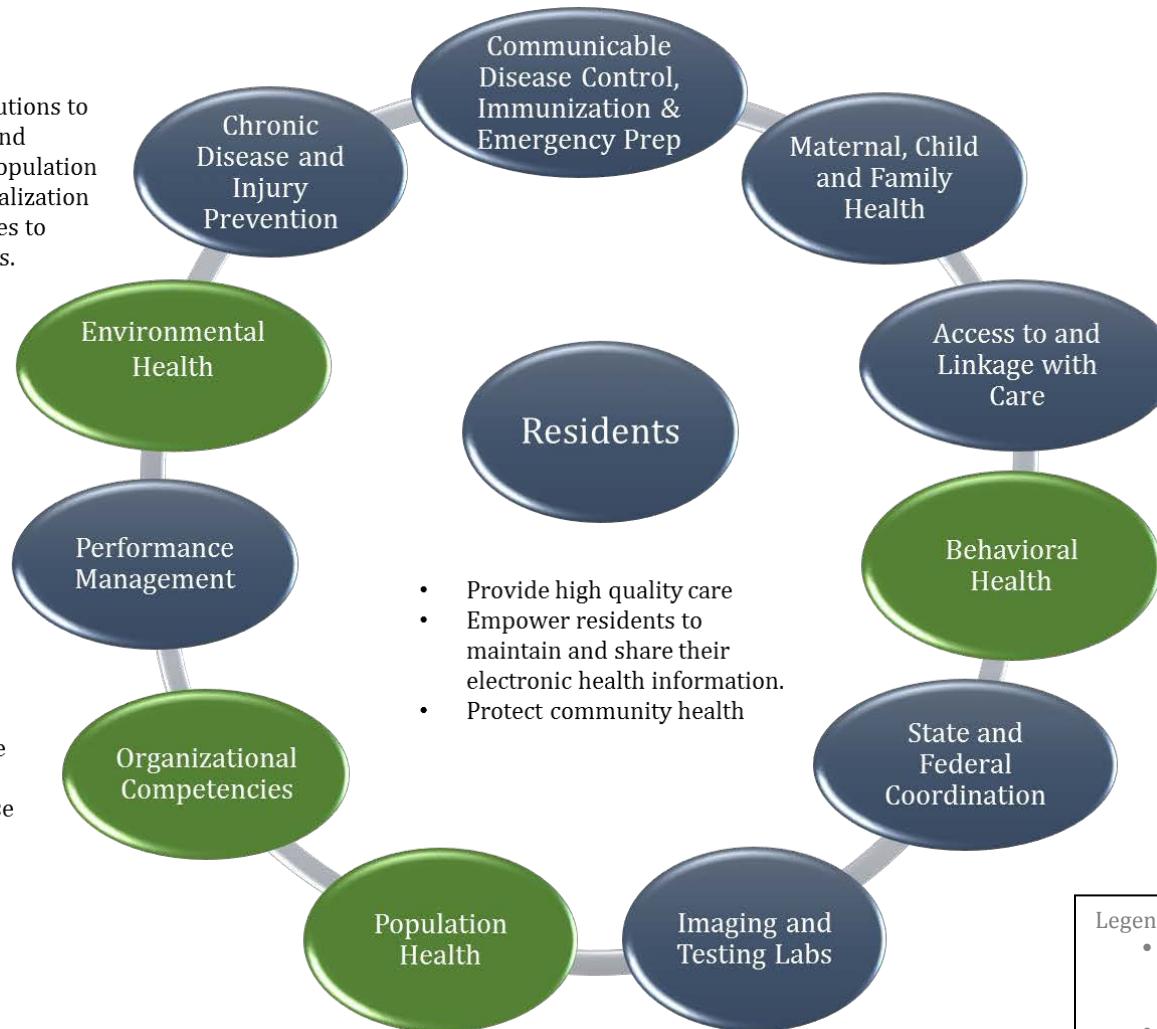 Communicable
Disease Control,
Immunization &
Emergency Prep
Maternal, Child
and Family
Health
Access to and
Linkage with
Care
Behavioral
Health
State and
Federal
Coordination
Imaging and
Testing Labs
Population
Health
Organizational
Competencies
Performance
Management
Environmental
Health
Chronic
Disease and
Injury
Prevention
Residents
• Provide high quality care
• Empower residents to
maintain and share their
electronic health information.
• Protect community health
to
population